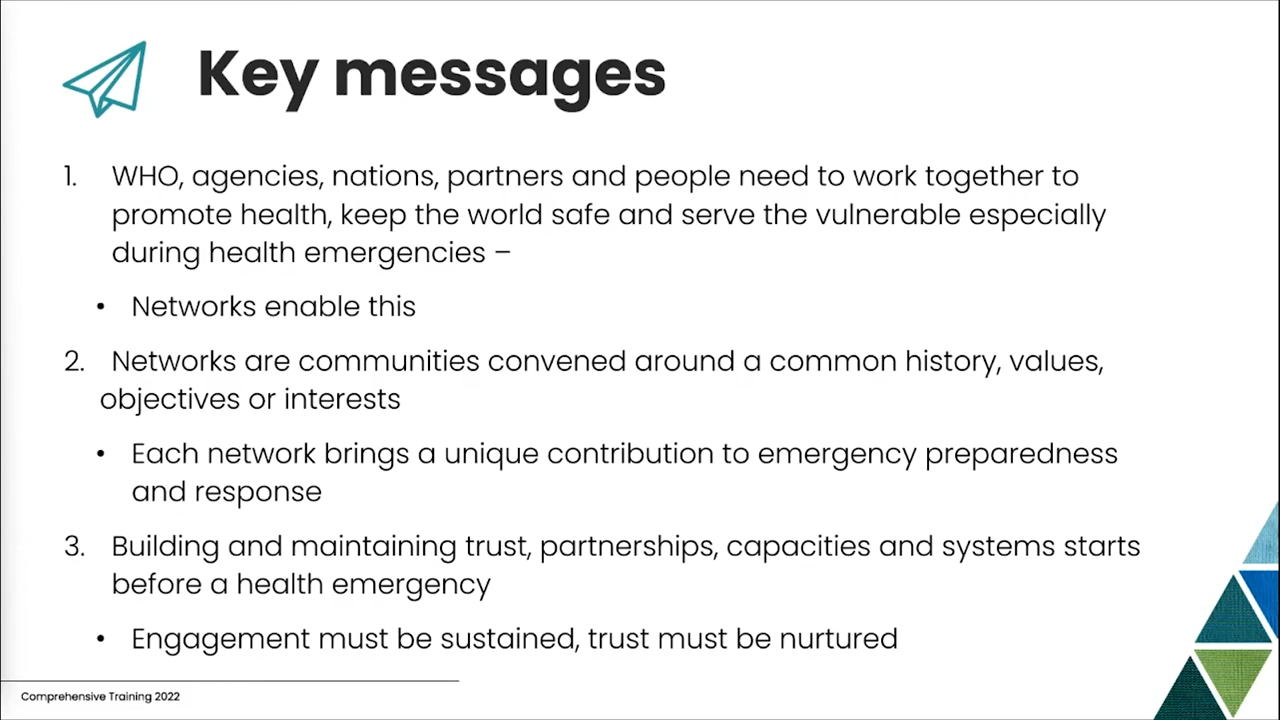 Key messages
1. WHO, agencies, nations, partners and people need to work together to
promote health, keep the world safe and serve the vulnerable especially
during health emergencies –
• Networks enable this
2. Networks are communities convened around a common history, values,
objectives or interests
• Each network brings a unique contribution to emergency preparedness
and response
3. Building and maintaining trust, partnerships, capacities and systems starts
before a health emergency
• Engagement must be sustained, trust must be nurtured
Comprehensive Training 2022